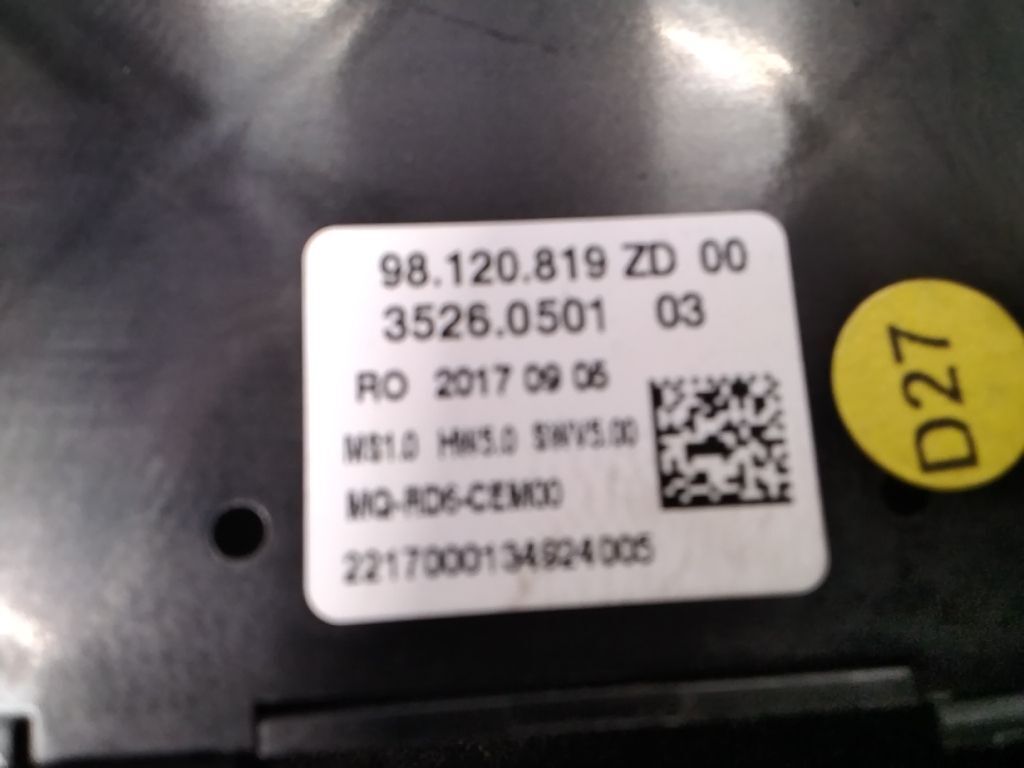 98.120.819 ZD 00
3526.0501 03
RO 2017 09 05
MS1.0 HW5.0 SWV5.00
MQ-RD6-CEM00
2217000134924005
D27